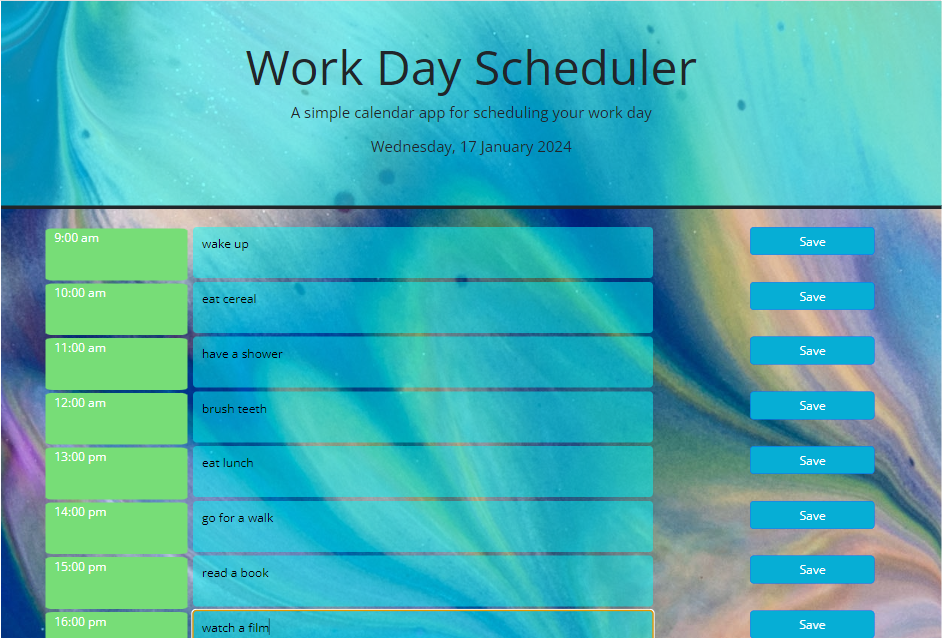 Work Day Scheduler
A simple calendar app for scheduling your work day
Wednesday, 17 January 2024
9:00 am wake up Save
10:00 am eat cereal Save
11:00 am have a shower Save
12:00 am brush teeth Save
13:00 pm eat lunch Save
14:00 pm go for a walk Save
15:00 pm read a book Save
16:00 pm watch a film Save